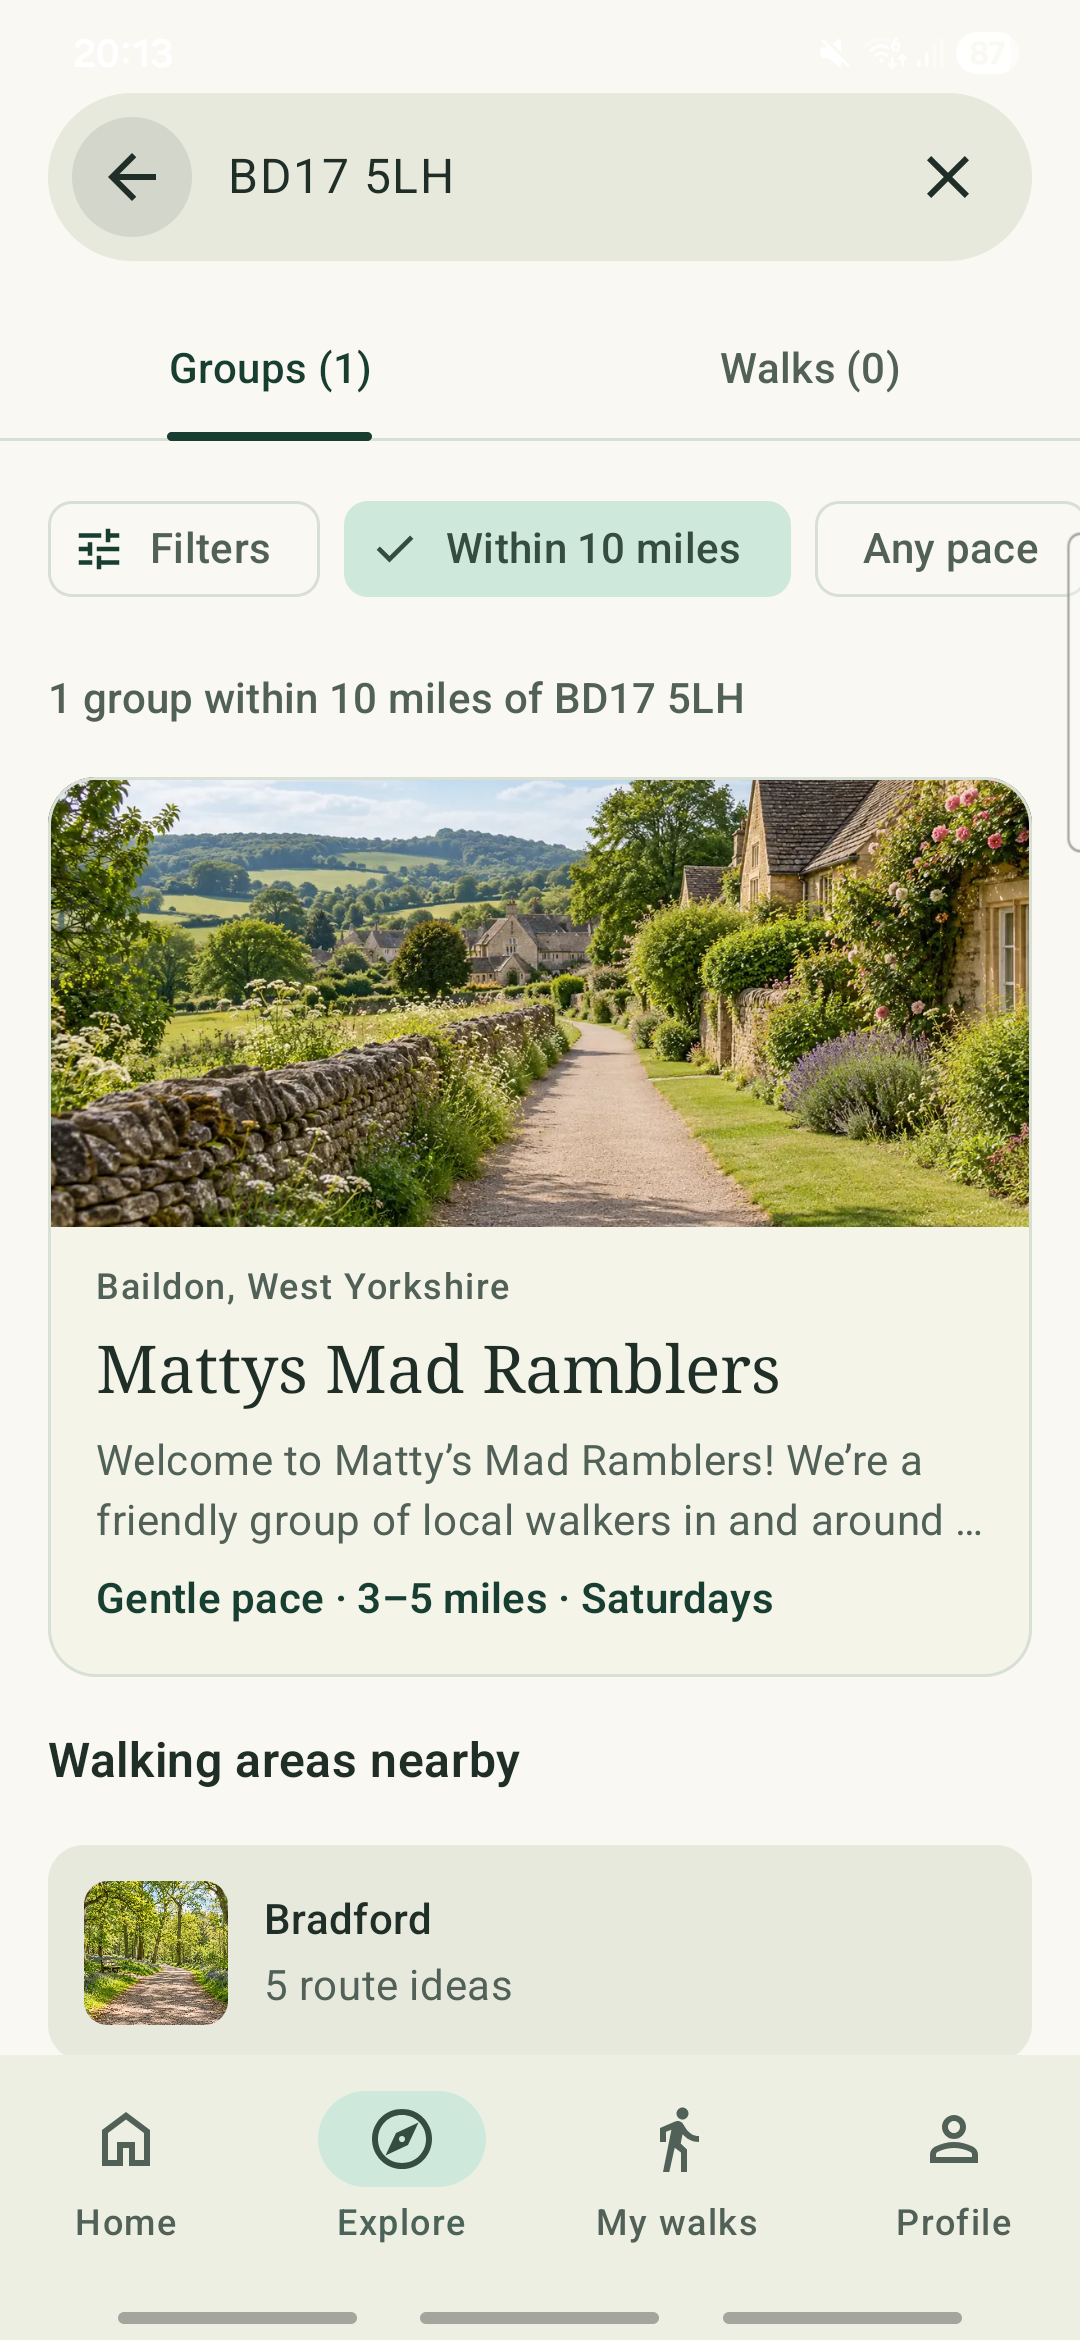 20:13
87
BD17 5LH
Groups (1)
Walks (0)
Filters
Within 10 miles
Any pace
1 group within 10 miles of BD17 5LH
Baildon, West Yorkshire
Mattys Mad Ramblers
Welcome to Matty’s Mad Ramblers! We’re a
friendly group of local walkers in and around …
Gentle pace · 3–5 miles · Saturdays
Walking areas nearby
Bradford
5 route ideas
Home
Explore
My walks
Profile